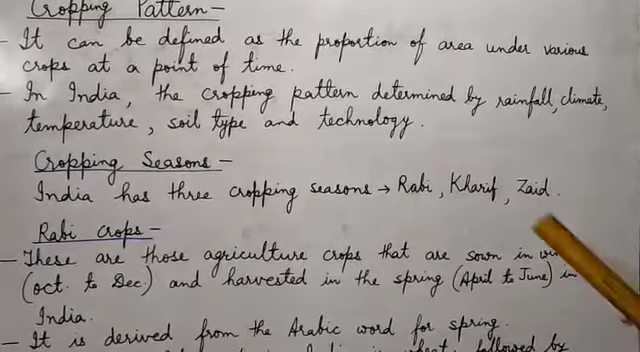 Cropping Pattern -
- It can be defined as the proportion of area under various
crops at a point of time.
- In India, the cropping pattern determined by rainfall, climate,
temperature, soil type and technology.
Cropping Seasons -
India has three cropping seasons → Rabi, Kharif, Zaid.
Rabi crops -
- These are those agriculture crops that are sown in
(oct. to Dec) and harvested in the spring (April to June) in
India.
- It is derived from the Arabic word for spring.
wheat followed by